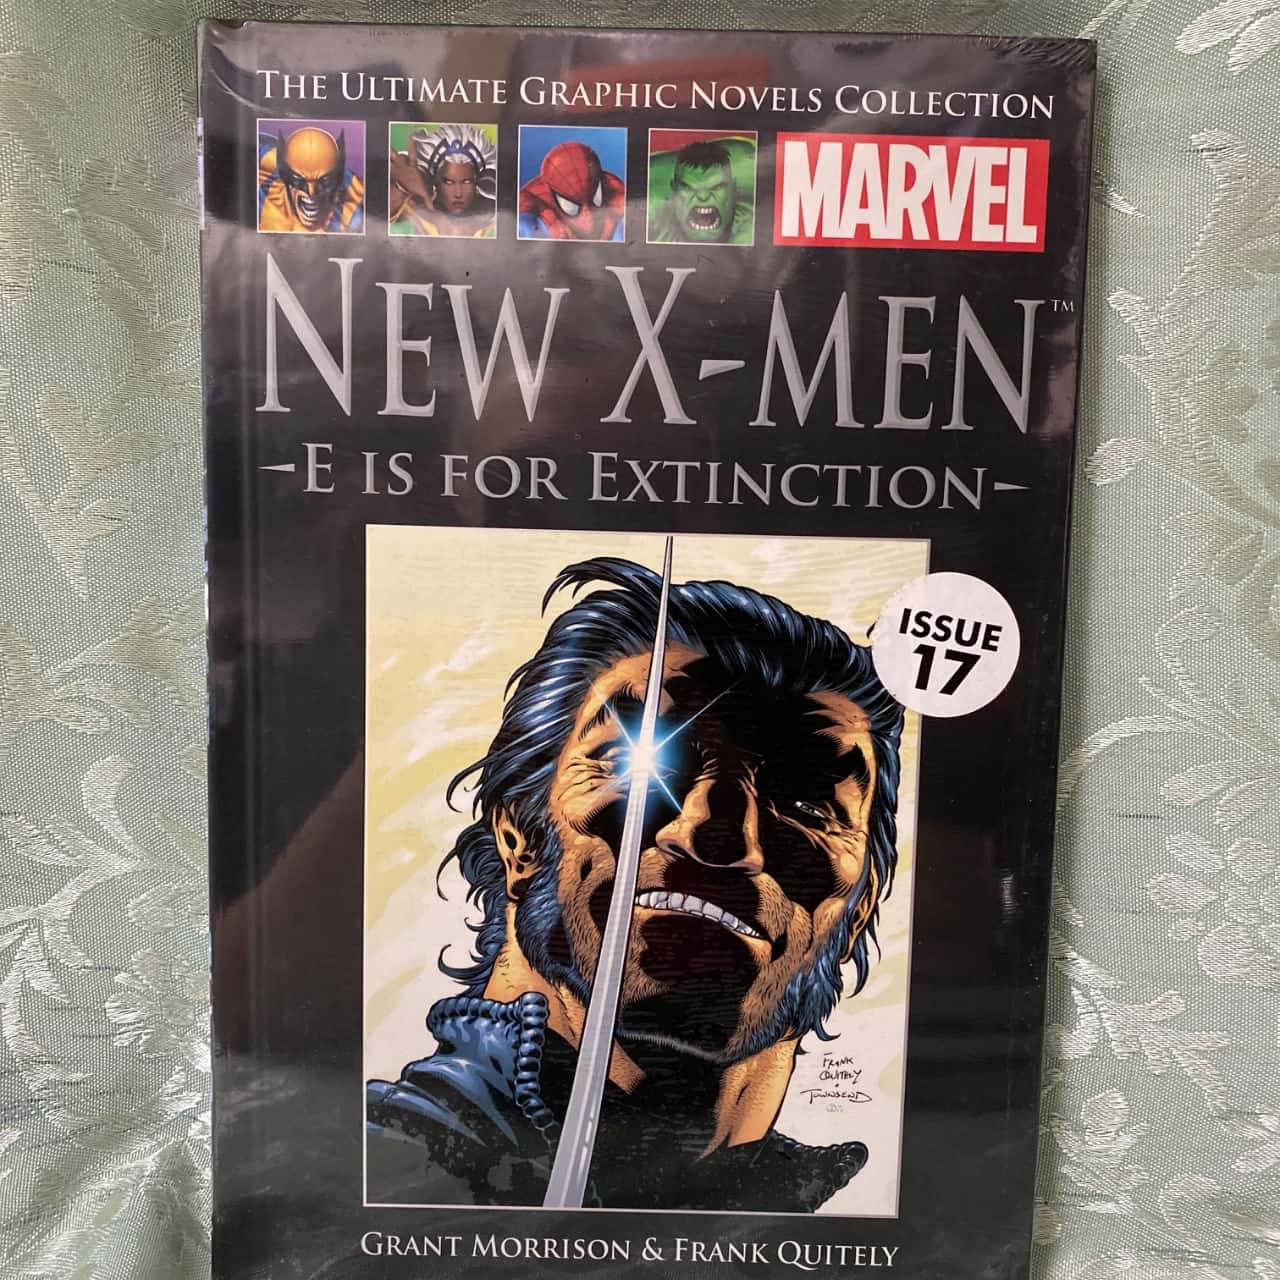 THE ULTIMATE GRAPHIC NOVELS COLLECTION
MARVEL
NEW X-MEN™
-E IS FOR EXTINCTION-
ISSUE
17
FRANK
QUITELY
TOWNSEND
GRANT MORRISON & FRANK QUITELY